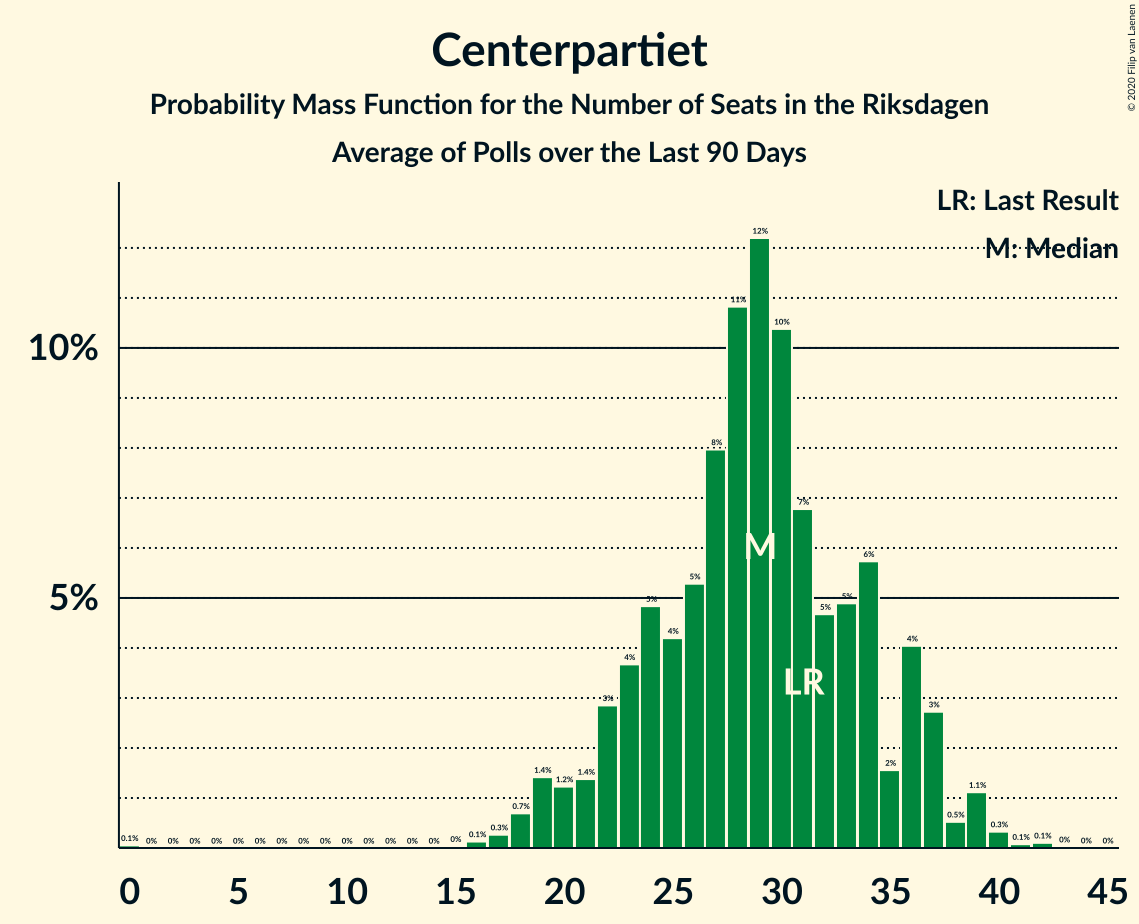 Centerpartiet
Probability Mass Function for the Number of Seats in the Riksdagen
Average of Polls over the Last 90 Days
© 2020 Filip van Laenen
LR: Last Result
M: Median
10%
5%
0.1% 0% 0% 0% 0% 0% 0% 0% 0% 0% 0% 0% 0% 0% 0% 0% 0.1% 0.3% 0.7% 1.4% 1.2% 1.4% 3% 4% 5% 4% 5% 8% 11% 12% 10% 7% 5% 5% 6% 2% 4% 3% 0.5% 1.1% 0.3% 0.1% 0.1% 0% 0% 0%
M
LR
0 5 10 15 20 25 30 35 40 45